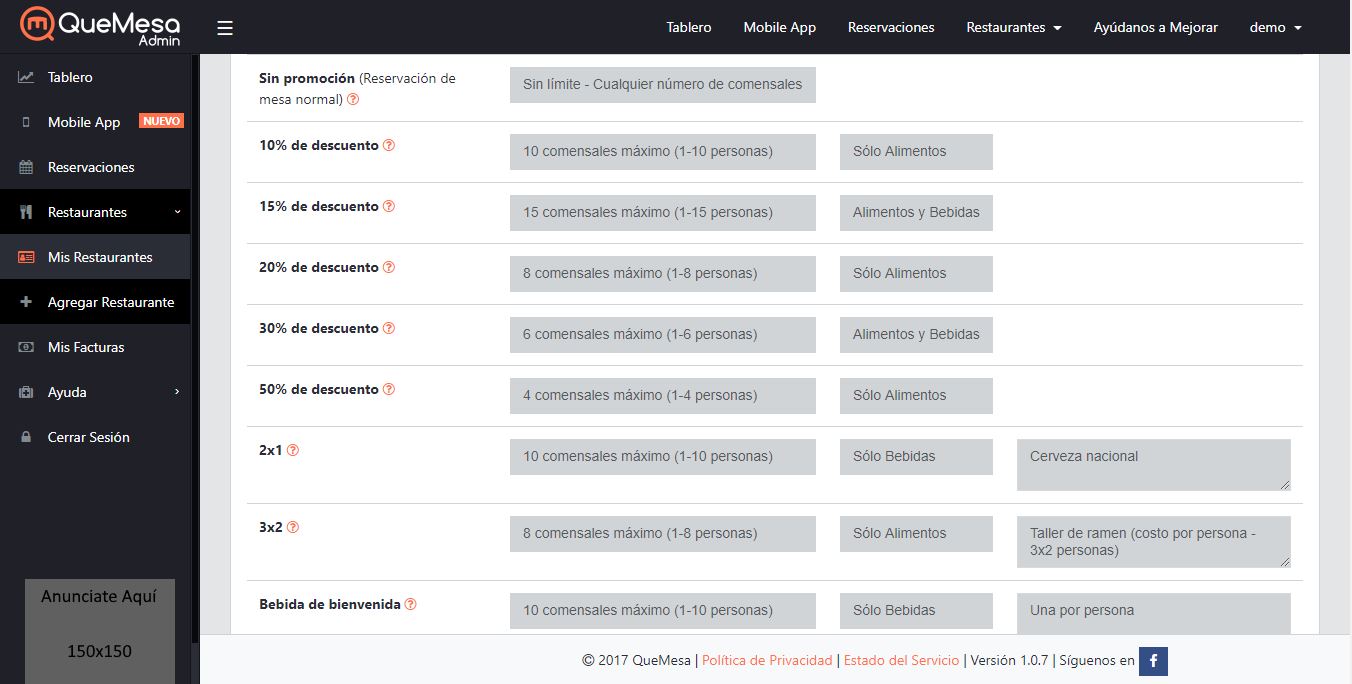 QueMesa
Admin
Tablero
Mobile App
Reservaciones
Restaurantes
Ayúdanos a Mejorar
demo
Tablero
Mobile App NUEVO
Reservaciones
Restaurantes
Mis Restaurantes
Agregar Restaurante
Mis Facturas
Ayuda
Cerrar Sesión
Anunciate Aquí
150x150
Sin promoción (Reservación de
mesa normal)
Sin límite - Cualquier número de comensales
10% de descuento
10 comensales máximo (1-10 personas)
Sólo Alimentos
15% de descuento
15 comensales máximo (1-15 personas)
Alimentos y Bebidas
20% de descuento
8 comensales máximo (1-8 personas)
Sólo Alimentos
30% de descuento
6 comensales máximo (1-6 personas)
Alimentos y Bebidas
50% de descuento
4 comensales máximo (1-4 personas)
Sólo Alimentos
2x1
10 comensales máximo (1-10 personas)
Sólo Bebidas
Cerveza nacional
3x2
8 comensales máximo (1-8 personas)
Sólo Alimentos
Taller de ramen (costo por persona -
3x2 personas)
Bebida de bienvenida
10 comensales máximo (1-10 personas)
Sólo Bebidas
Una por persona
© 2017 QueMesa | Política de Privacidad | Estado del Servicio | Versión 1.0.7 | Síguenos en